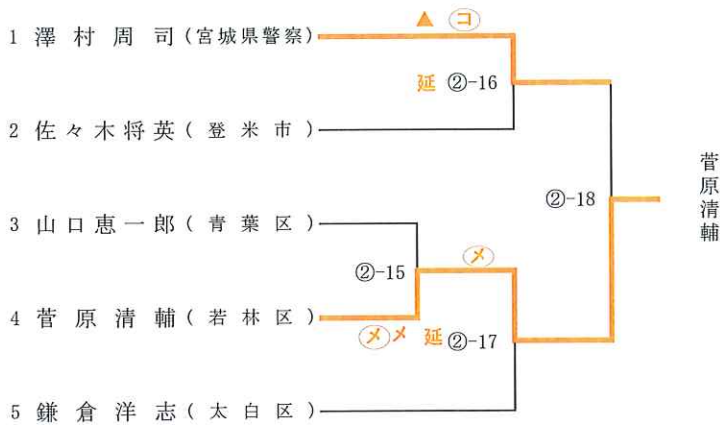 ▲ コ
1 澤村周司(宮城県警察)
延 ②-16
2 佐々木将英(登米市)
菅原清輔
②-18
3 山口恵一郎(青葉区)
②-15
メ
4 菅原清輔(若林区)
メメ 延 ②-17
5 鎌倉洋志(太白区)